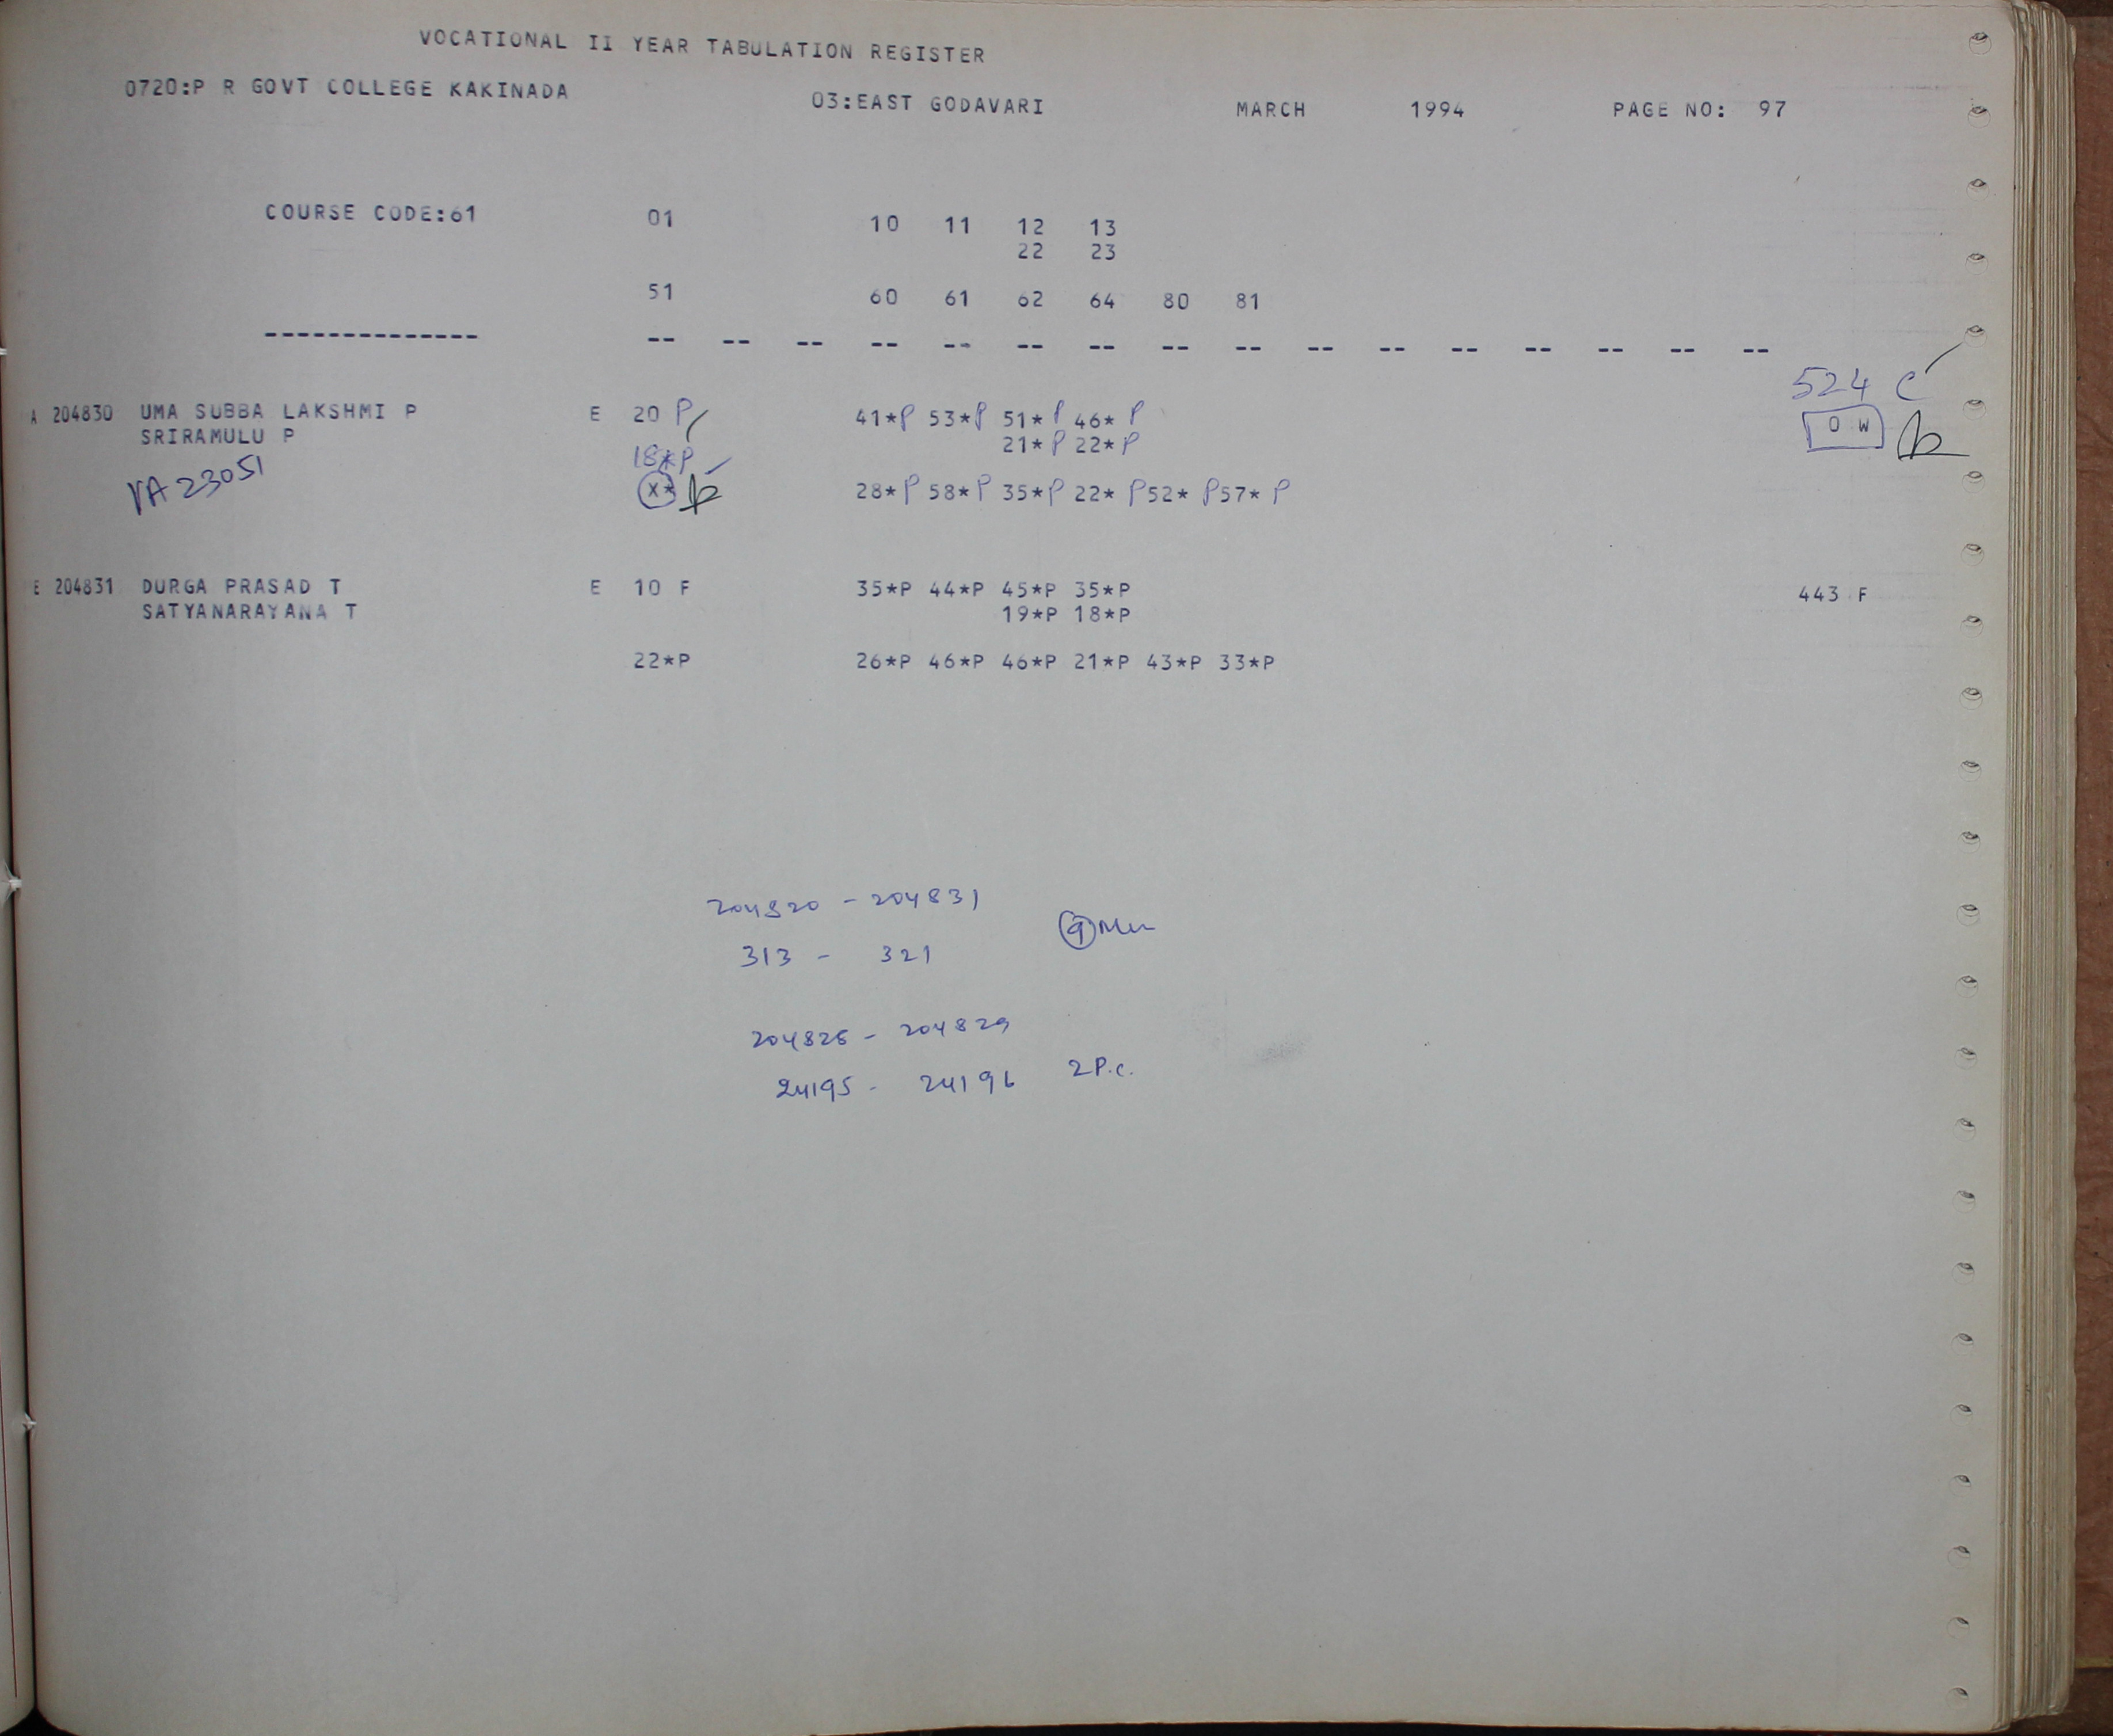 VOCATIONAL II YEAR TABULATION REGISTER
0720:P R GOVT COLLEGE KAKINADA 03:EAST GODAVARI MARCH 1994 PAGE NO: 97
COURSE CODE:61 01 10 11 12 13
22 23
51 60 61 62 64 80 81
-------------- -- -- -- -- -- -- -- -- -- -- -- -- -- -- -- --
524 C
A 204830 UMA SUBBA LAKSHMI P E 20 P 41*P 53*P 51*P 46*P O W
SRIRAMULU P 21*P 22*P
18*P
VA 23051 X* 28*P 58*P 35*P 22*P 52*P 57*P
E 204831 DURGA PRASAD T E 10 F 35*P 44*P 45*P 35*P 443 F
SATYANARAYANA T 19*P 18*P
22*P 26*P 46*P 46*P 21*P 43*P 33*P
204820 - 204831
313 - 321 9
204826 - 204829
24195 - 24196 2 P.C.